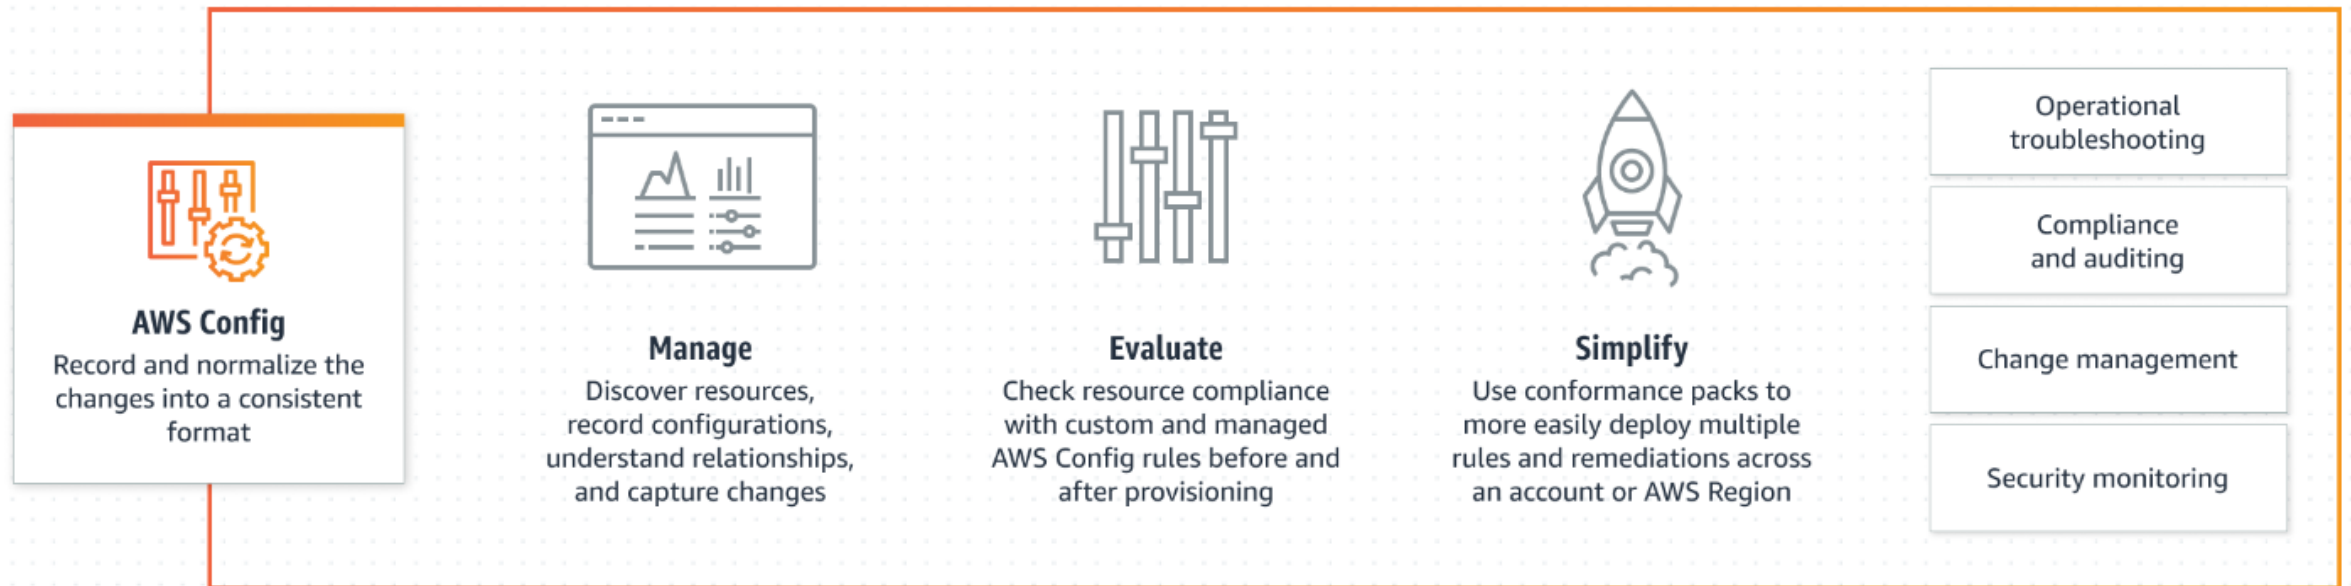 AWS Config
Record and normalize the
changes into a consistent
format
Manage
Discover resources,
record configurations,
understand relationships,
and capture changes
Evaluate
Check resource compliance
with custom and managed
AWS Config rules before and
after provisioning
Simplify
Use conformance packs to
more easily deploy multiple
rules and remediations across
an account or AWS Region
Operational
troubleshooting
Compliance
and auditing
Change management
Security monitoring